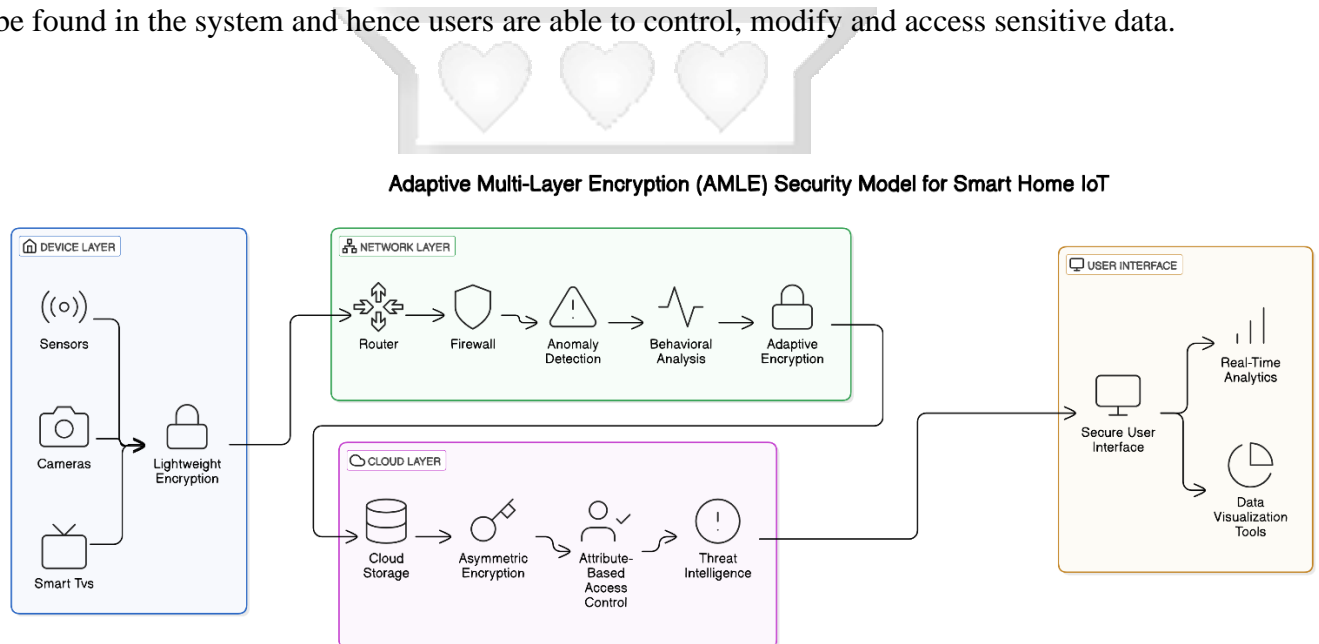 be found in the system and hence users are able to control, modify and access sensitive data.
Adaptive Multi-Layer Encryption (AMLE) Security Model for Smart Home IoT
DEVICE LAYER
Sensors
Cameras
Smart Tvs
Lightweight
Encryption
NETWORK LAYER
Router
Firewall
Anomaly
Detection
Behavioral
Analysis
Adaptive
Encryption
CLOUD LAYER
Cloud
Storage
Asymmetric
Encryption
Attribute-
Based
Access
Control
Threat
Intelligence
USER INTERFACE
Secure User
Interface
Real-Time
Analytics
Data
Visualization
Tools